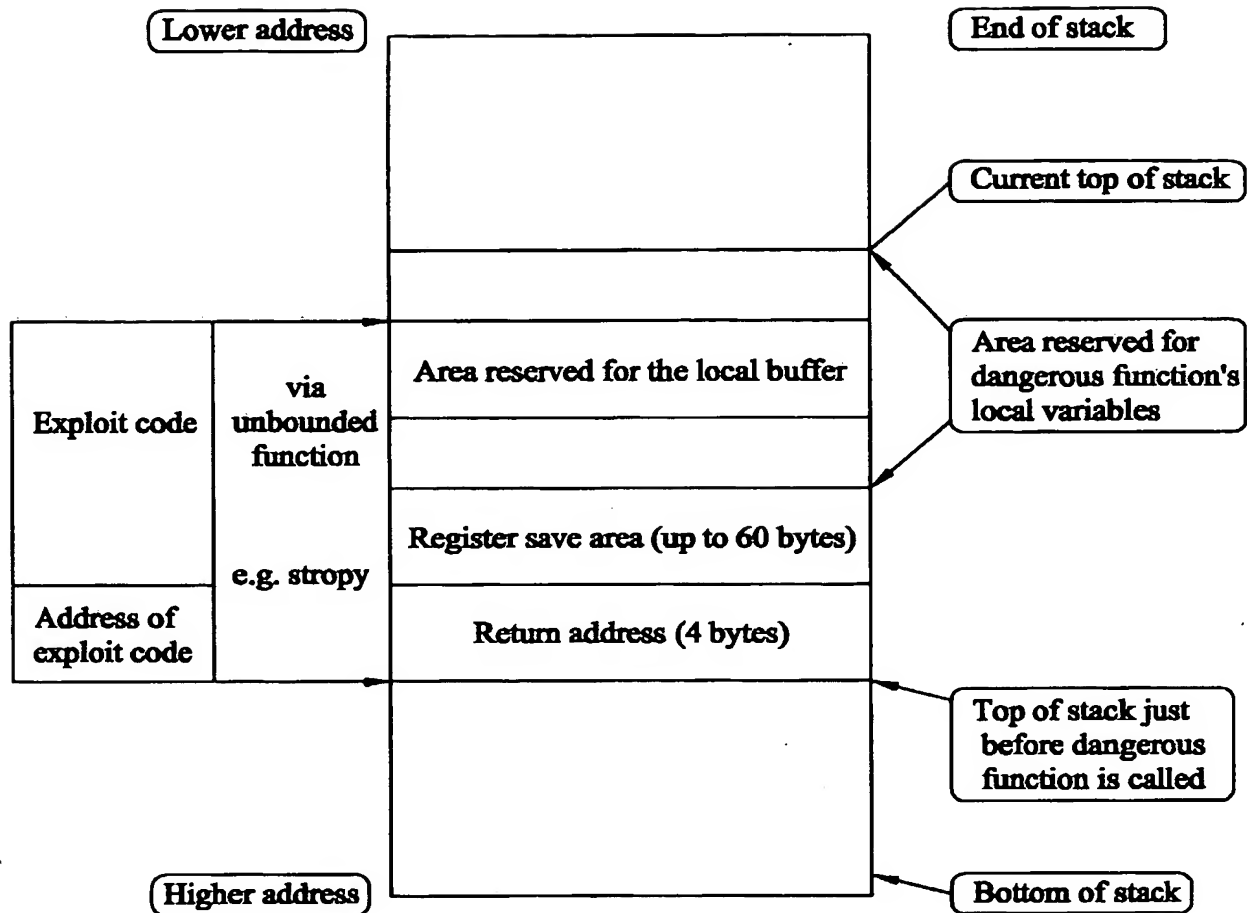 Lower address
End of stack
Current top of stack
Area reserved for
dangerous function's
local variables
Area reserved for the local buffer
via
unbounded
function
Exploit code
Register save area (up to 60 bytes)
e.g. stropy
Address of
exploit code
Return address (4 bytes)
Top of stack just
before dangerous
function is called
Higher address
Bottom of stack